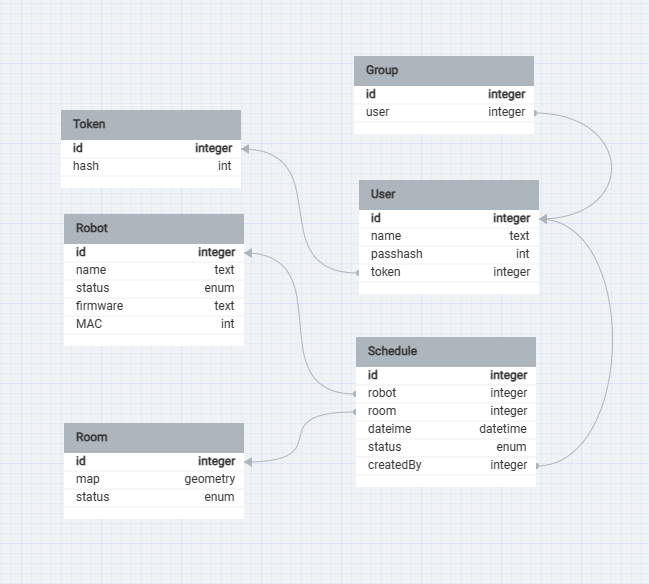 Group
id integer
user integer
Token
id integer
hash int
User
id integer
name text
passhash int
token integer
Robot
id integer
name text
status enum
firmware text
MAC int
Schedule
id integer
robot integer
room integer
dateime datetime
status enum
createdBy integer
Room
id integer
map geometry
status enum